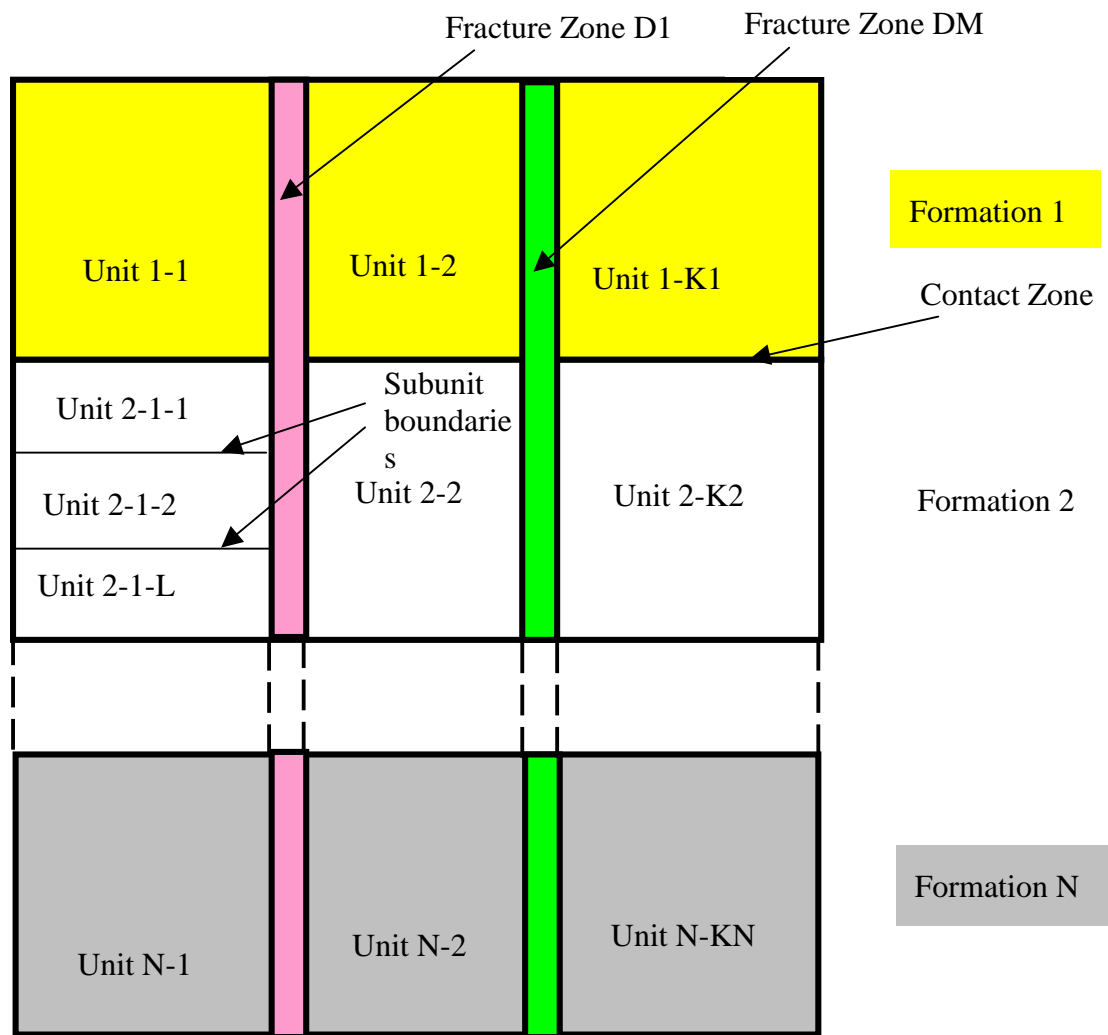 Fracture Zone D1
Fracture Zone DM
Formation 1
Unit 1-1
Unit 1-2
Unit 1-K1
Contact Zone
Subunit
boundarie
s
Unit 2-1-1
Unit 2-1-2
Unit 2-2
Unit 2-K2
Formation 2
Unit 2-1-L
Formation N
Unit N-1
Unit N-2
Unit N-KN